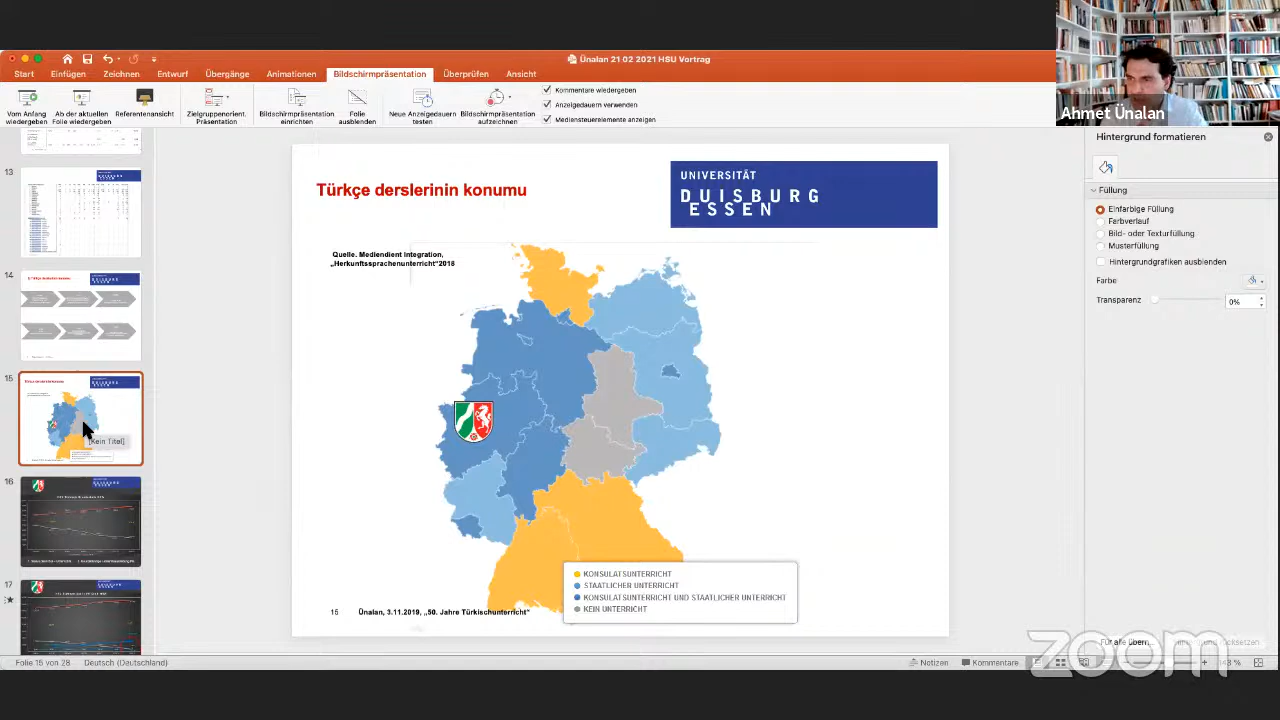 Ünalan 21 02 2021 HSU Vortrag
Start Einfügen Zeichnen Entwurf Übergänge Animationen Bildschirmpräsentation Überprüfen Ansicht
Vom Anfang wiedergeben
Ab der aktuellen Folie wiedergeben
Referentenansicht
Zielgruppenorient. Präsentation
Bildschirmpräsentation einrichten
Folie ausblenden
Neue Anzeigedauern testen
Bildschirmpräsentation aufzeichnen
Kommentare wiedergeben
Anzeigedauern verwenden
Mediensteuerelemente anzeigen
Ahmet Ünalan
13
14
15
[Kein Titel]
16
17
Türkçe derslerinin konumu
UNIVERSITÄT
DUISBURG
ESSEN
Quelle. Mediendient Integration,
„Herkunftssprachenunterricht“2018
KONSULATSUNTERRICHT
STAATLICHER UNTERRICHT
KONSULATSUNTERRICHT UND STAATLICHER UNTERRICHT
KEIN UNTERRICHT
15 Ünalan, 3.11.2019, „50. Jahre Türkischunterricht“
Hintergrund formatieren
Füllung
Einfarbige Füllung
Farbverlauf
Bild- oder Texturfüllung
Musterfüllung
Hintergrundgrafiken ausblenden
Farbe
Transparenz 0%
Für alle übern
zoom
Folie 15 von 28 Deutsch (Deutschland) Notizen Kommentare